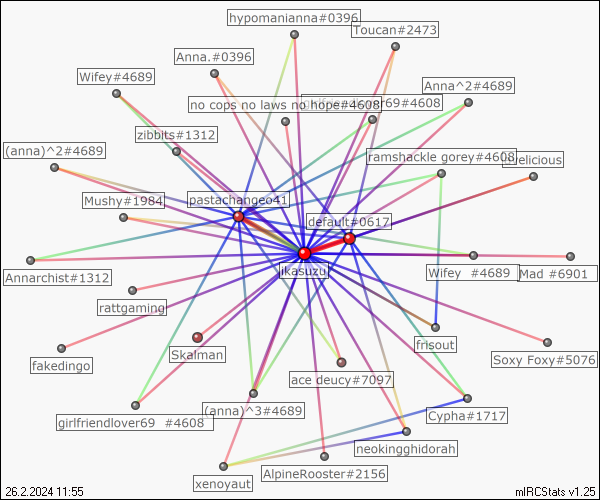 hypomanianna#0396
Toucan#2473
Anna.#0396
Wifey#4689
Anna^2#4689
no cops no laws no hope#4608
69#4608
zibbits#1312
(anna)^2#4689
ramshackle gorey#4608
elicious
Mushy#1984
pastachangeo41
default#0617
jikasuzu
Annarchist#1312
Wifey #4689
Mad #6901
rattgaming
frisout
Skalman
Soxy Foxy#5076
fakedingo
ace deucy#7097
(anna)^3#4689
girlfriendlover69 #4608
Cypha#1717
neokingghidorah
AlpineRooster#2156
xenoyaut
26.2.2024 11:55
mIRCStats v1.25